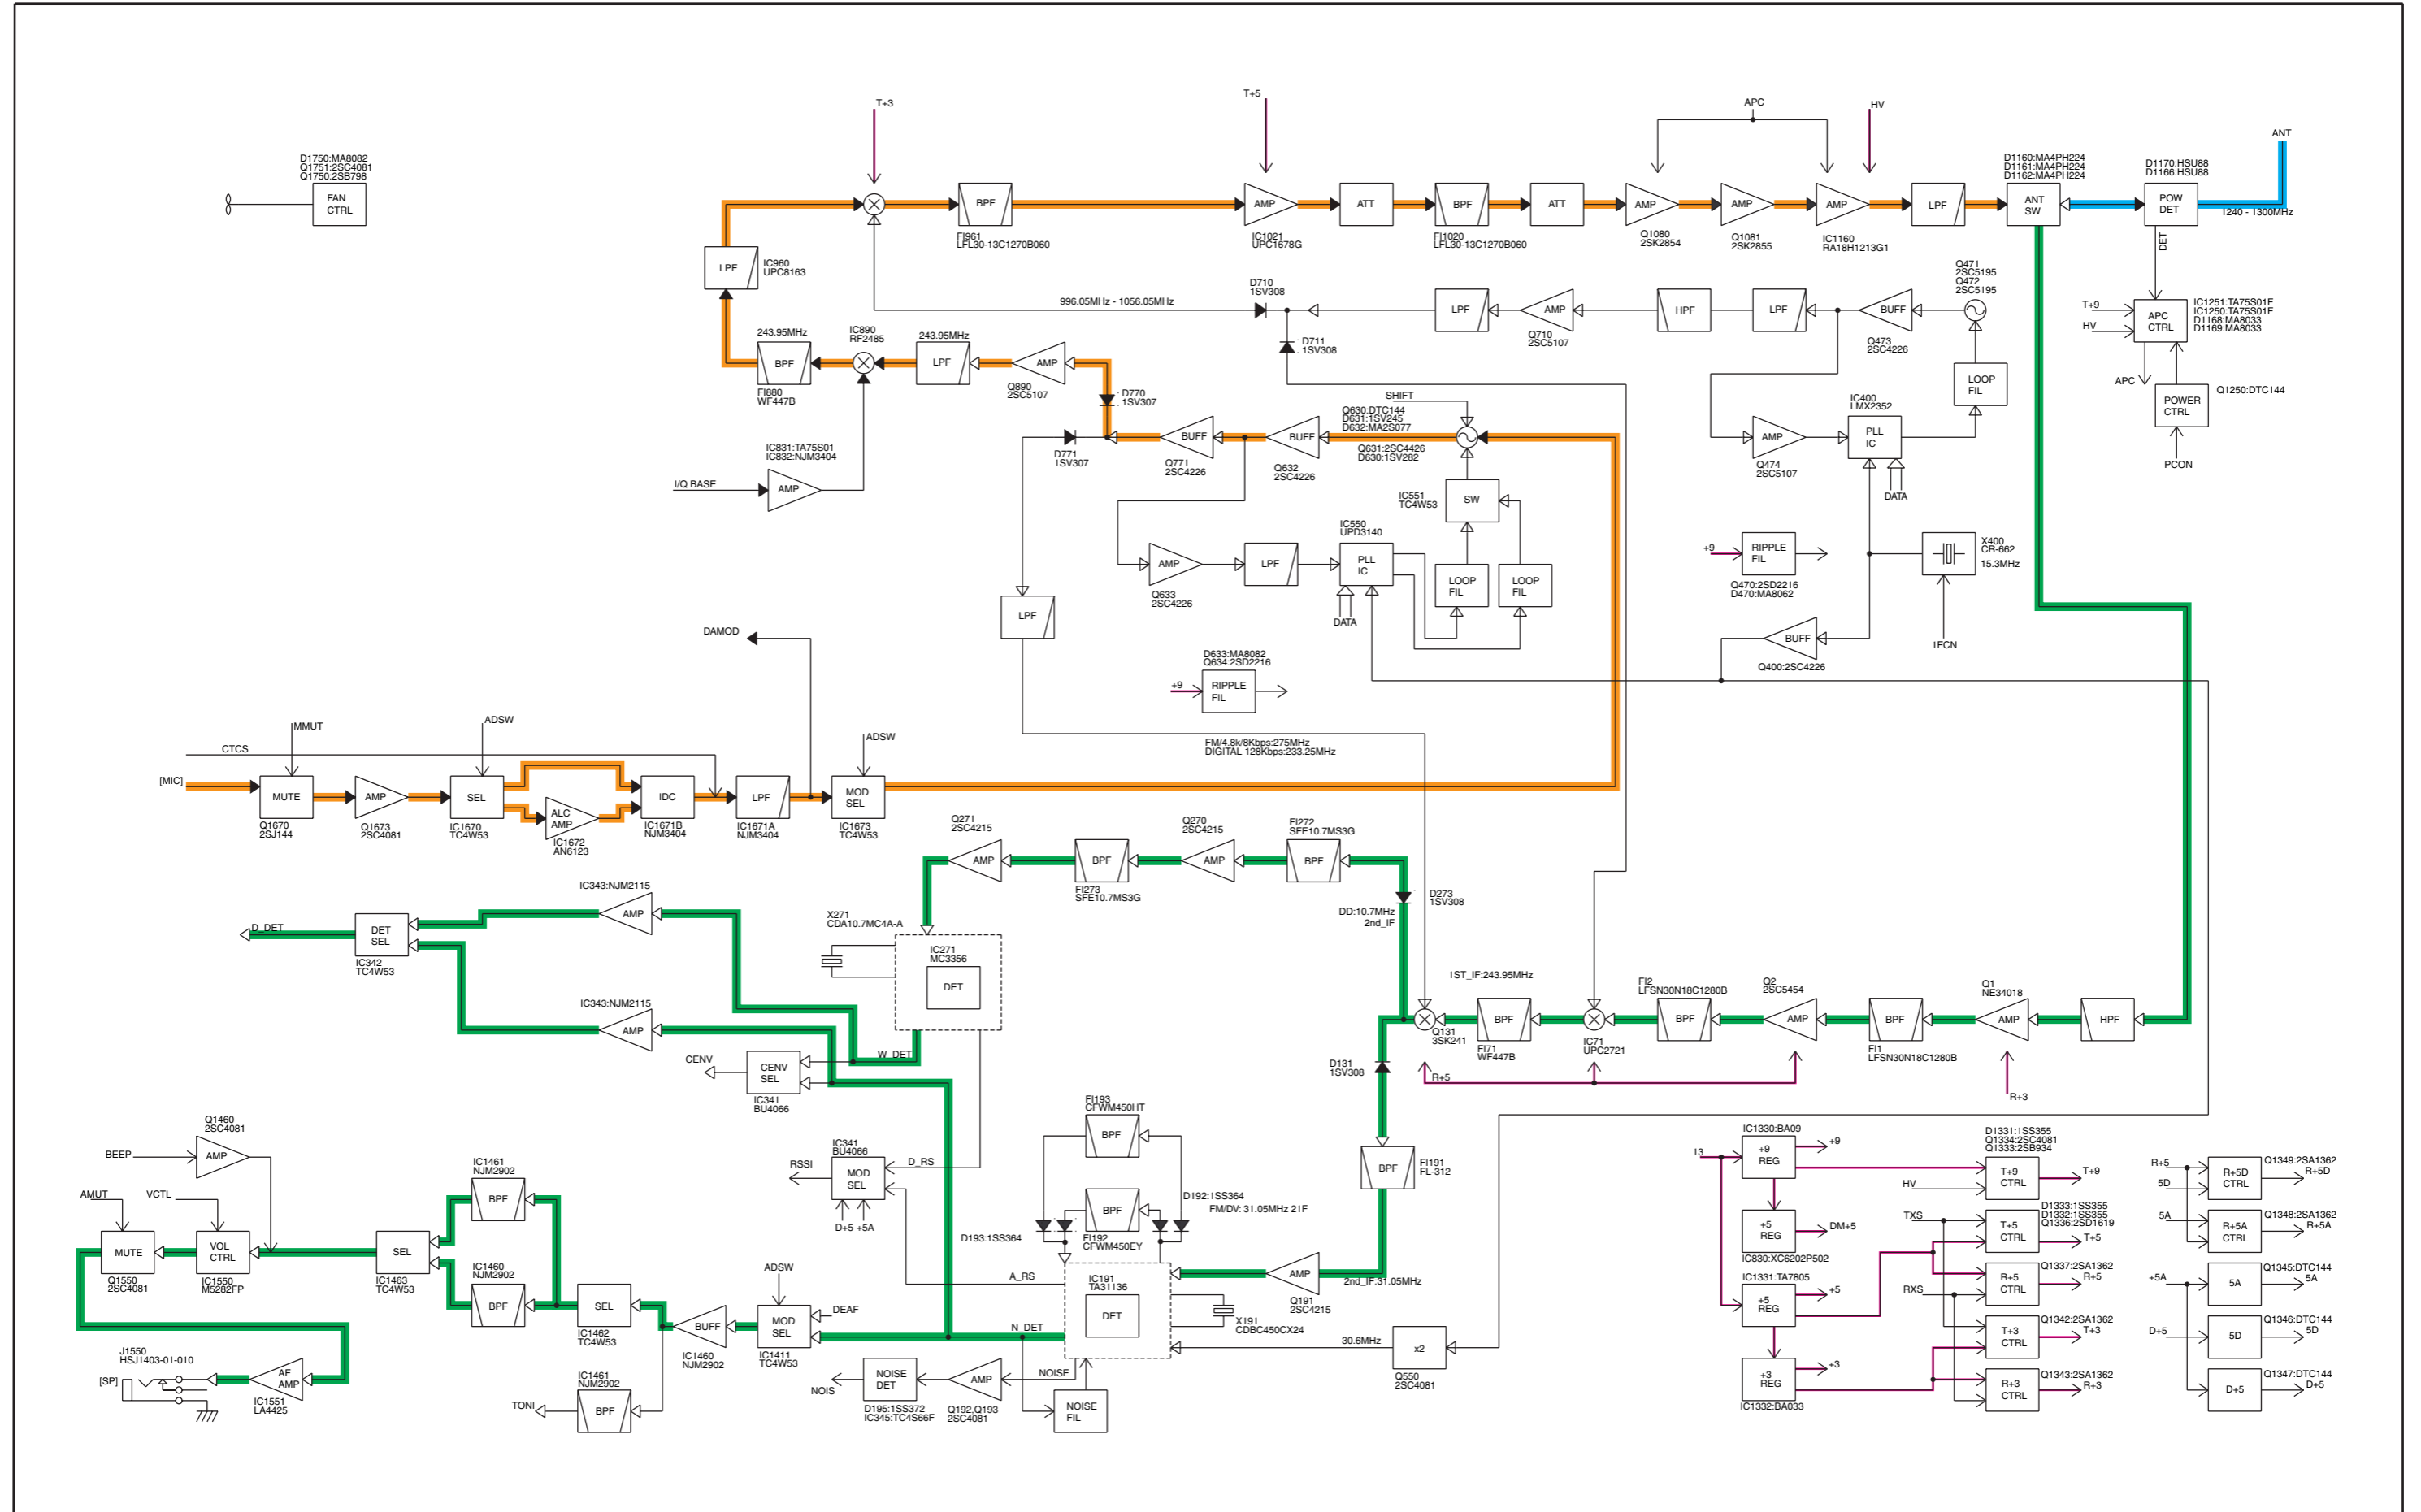 D1750:MA8082
Q1751:2SC4081
Q1750:2SB798
FAN
CTRL
T+3
T+5
APC
HV
ANT
D1160:MA4PH224
D1161:MA4PH224
D1162:MA4PH224
D1170:HSU88
D1166:HSU88
BPF
AMP
ATT
BPF
ATT
AMP
AMP
AMP
LPF
ANT
SW
POW
DET
1240 - 1300MHz
FI961
LFL30-13C1270B060
IC1021
UPC1678G
FI1020
LFL30-13C1270B060
Q1080
2SK2854
Q1081
2SK2855
IC1160
RA18H1213G1
DET
LPF
IC960
UPC8163
996.05MHz - 1056.05MHz
D710
1SV308
LPF
AMP
Q710
2SC5107
HPF
LPF
BUFF
Q473
2SC4226
Q471
2SC5195
Q472
2SC5195
T+9
HV
APC
CTRL
IC1251:TA75S01F
IC1250:TA75S01F
D1168:MA8033
D1169:MA8033
243.95MHz
BPF
FI880
WF447B
IC890
RF2485
243.95MHz
LPF
AMP
Q890
2SC5107
D711
1SV308
D770
1SV307
LOOP
FIL
APC
POWER
CTRL
Q1250:DTC144
PCON
SHIFT
Q630:DTC144
D631:1SV245
D632:MA2S077
Q631:2SC4426
D630:1SV282
D771
1SV307
BUFF
Q771
2SC4226
BUFF
Q632
2SC4226
AMP
Q474
2SC5107
IC400
LMX2352
PLL
IC
DATA
IC831:TA75S01
IC832:NJM3404
I/Q BASE
AMP
IC551
TC4W53
SW
IC550
UPD3140
PLL
IC
DATA
AMP
Q633
2SC4226
LPF
LOOP
FIL
LOOP
FIL
+9
RIPPLE
FIL
Q470:2SD2216
D470:MA8062
X400
CR-662
15.3MHz
1FCN
BUFF
Q400:2SC4226
LPF
DAMOD
D633:MA8082
Q634:2SD2216
+9
RIPPLE
FIL
MMUT
ADSW
ADSW
CTCS
[MIC]
MUTE
Q1670
2SJ144
AMP
Q1673
2SC4081
SEL
IC1670
TC4W53
ALC
AMP
IC1672
AN6123
IDC
IC1671B
NJM3404
LPF
IC1671A
NJM3404
MOD
SEL
IC1673
TC4W53
FM/4.8k/8Kbps:275MHz
DIGITAL 128Kbps:233.25MHz
Q271
2SC4215
AMP
BPF
FI273
SFE10.7MS3G
Q270
2SC4215
AMP
FI272
SFE10.7MS3G
BPF
D273
1SV308
DD:10.7MHz
2nd_IF
IC343:NJM2115
AMP
D_DET
DET
SEL
IC342
TC4W53
X271
CDA10.7MC4A-A
IC271
MC3356
DET
IC343:NJM2115
AMP
W_DET
CENV
CENV
SEL
IC341
BU4066
1ST_IF:243.95MHz
Q131
3SK241
BPF
FI71
WF447B
IC71
UPC2721
FI2
LFSN30N18C1280B
BPF
Q2
2SC5454
AMP
BPF
FI1
LFSN30N18C1280B
Q1
NE34018
AMP
HPF
R+5
R+3
D131
1SV308
Q1460
2SC4081
BEEP
AMP
AMUT
VCTL
MUTE
Q1550
2SC4081
VOL
CTRL
IC1550
M5282FP
SEL
IC1463
TC4W53
IC1461
NJM2902
BPF
IC1460
NJM2902
BPF
SEL
IC1462
TC4W53
IC341
BU4066
RSSI
MOD
SEL
D_RS
D+5 +5A
FI193
CFWM450HT
BPF
BPF
FI192
CFWM450EY
D192:1SS364
FM/DV: 31.05MHz 21F
D193:1SS364
BPF
FI191
FL-312
A_RS
IC191
TA31136
DET
AMP
Q191
2SC4215
2nd_IF:31.05MHz
X191
CDBC450CX24
ADSW
DEAF
MOD
SEL
IC1411
TC4W53
BUFF
IC1460
NJM2902
N_DET
30.6MHz
x2
Q550
2SC4081
J1550
HSJ1403-01-010
[SP]
AF
AMP
IC1551
LA4425
IC1461
NJM2902
TONI
BPF
NOIS
NOISE
DET
D195:1SS372
IC345:TC4S66F
AMP
Q192,Q193
2SC4081
NOISE
NOISE
FIL
IC1330:BA09
13
+9
REG
+9
+5
REG
DM+5
IC830:XC6202P502
IC1331:TA7805
+5
REG
+5
+3
REG
+3
IC1332:BA033
D1331:1SS355
Q1334:2SC4081
Q1333:2SB934
T+9
CTRL
T+9
HV
D1333:1SS355
D1332:1SS355
Q1336:2SD1619
TXS
T+5
CTRL
T+5
Q1337:2SA1362
RXS
R+5
CTRL
R+5
Q1342:2SA1362
T+3
CTRL
T+3
Q1343:2SA1362
R+3
CTRL
R+3
R+5
5D
R+5D
CTRL
Q1349:2SA1362
R+5D
5A
R+5A
CTRL
Q1348:2SA1362
R+5A
+5A
5A
Q1345:DTC144
5A
D+5
5D
Q1346:DTC144
5D
D+5
Q1347:DTC144
D+5